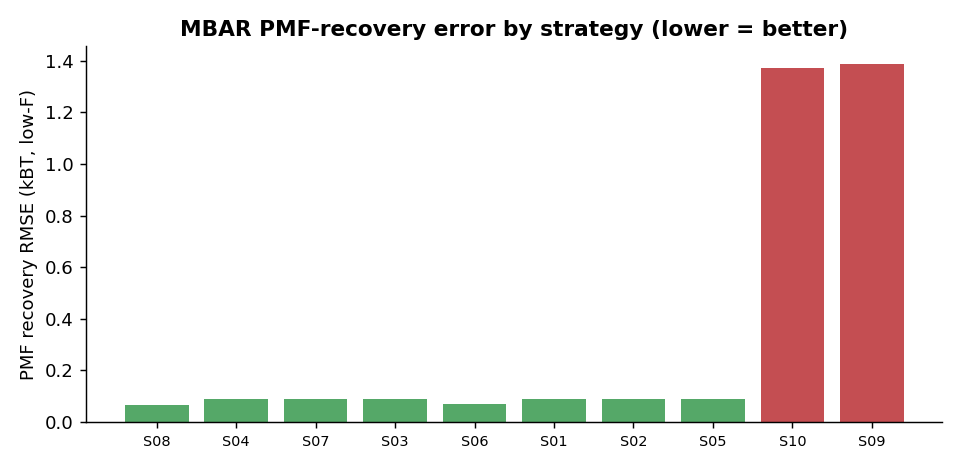 MBAR PMF-recovery error by strategy (lower = better)
PMF recovery RMSE (kBT, low-F)
1.4
1.2
1.0
0.8
0.6
0.4
0.2
0.0
S08 S04 S07 S03 S06 S01 S02 S05 S10 S09